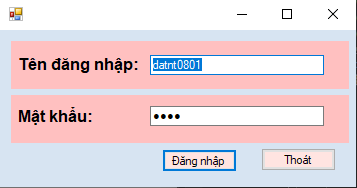 Tên đăng nhập: datnt0801
Mật khẩu: ●●●●
Đăng nhập Thoát